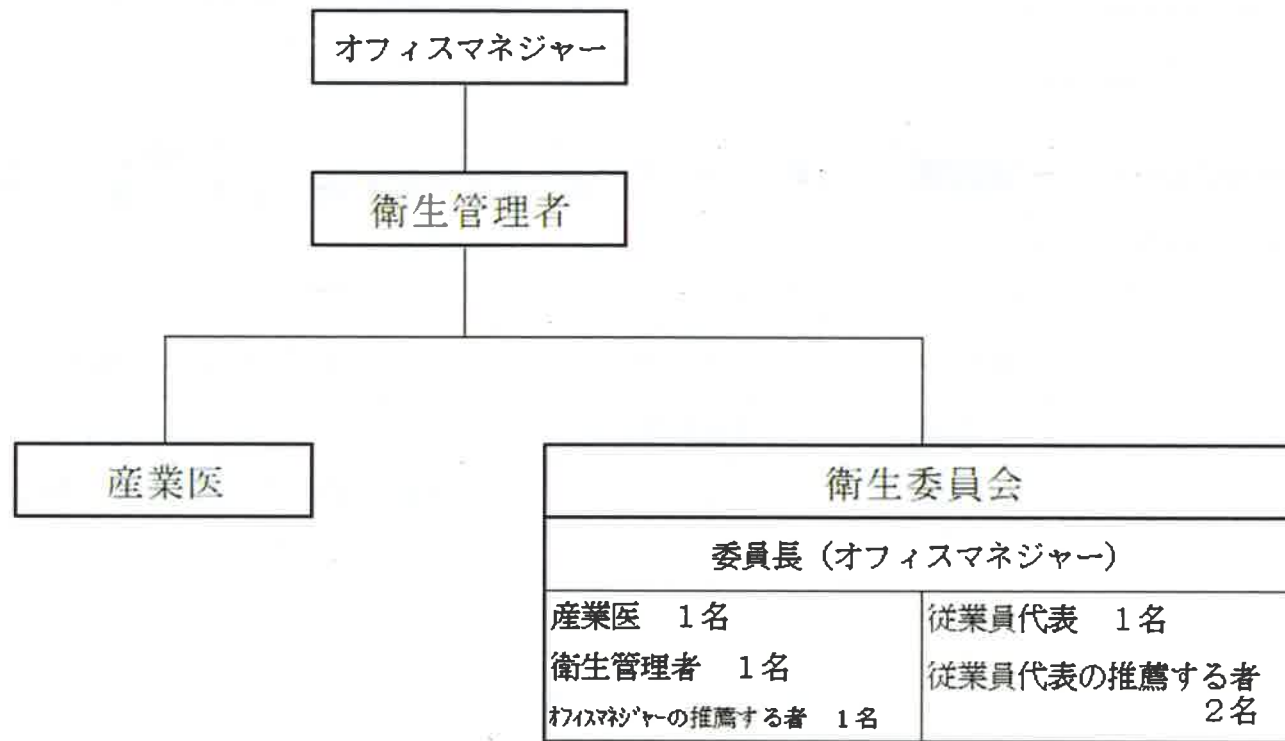 オフィスマネジャー
衛生管理者
産業医
衛生委員会
委員長（オフィスマネジャー）
産業医　１名
衛生管理者　１名
ｵﾌｨｽﾏﾈｼﾞｬｰの推薦する者　１名
従業員代表　１名
従業員代表の推薦する者
２名